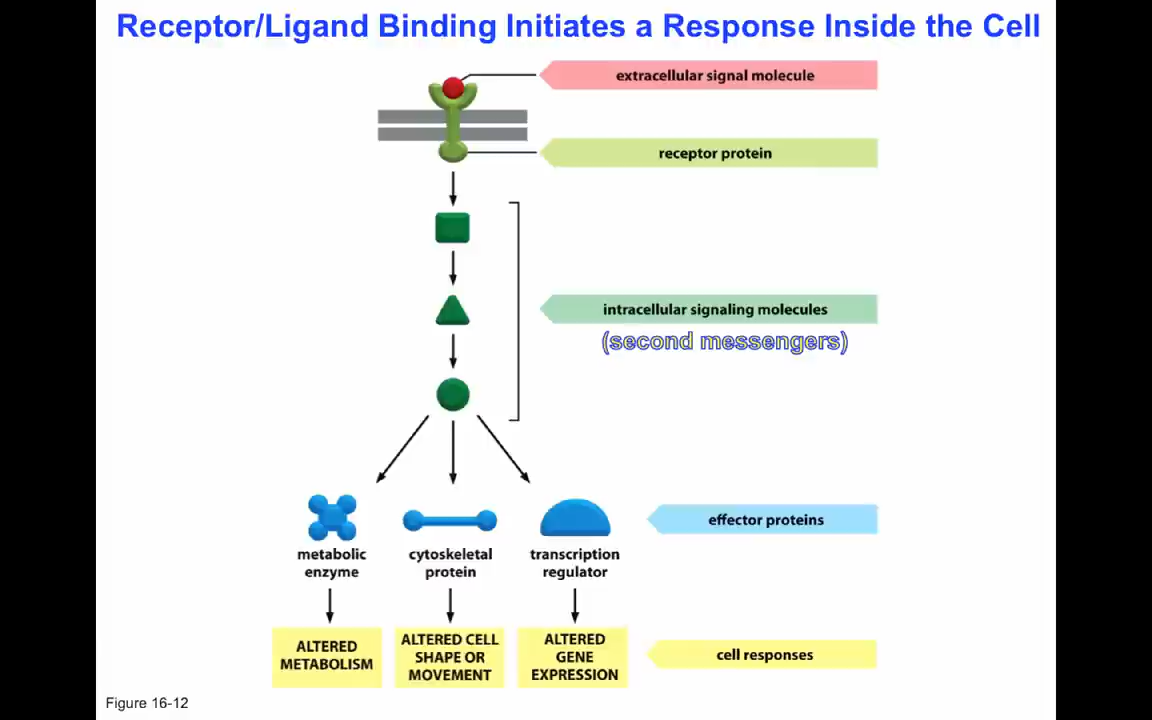 Receptor/Ligand Binding Initiates a Response Inside the Cell
extracellular signal molecule
receptor protein
intracellular signaling molecules
(second messengers)
effector proteins
metabolic
enzyme
cytoskeletal
protein
transcription
regulator
ALTERED
METABOLISM
ALTERED CELL
SHAPE OR
MOVEMENT
ALTERED
GENE
EXPRESSION
cell responses
Figure 16-12